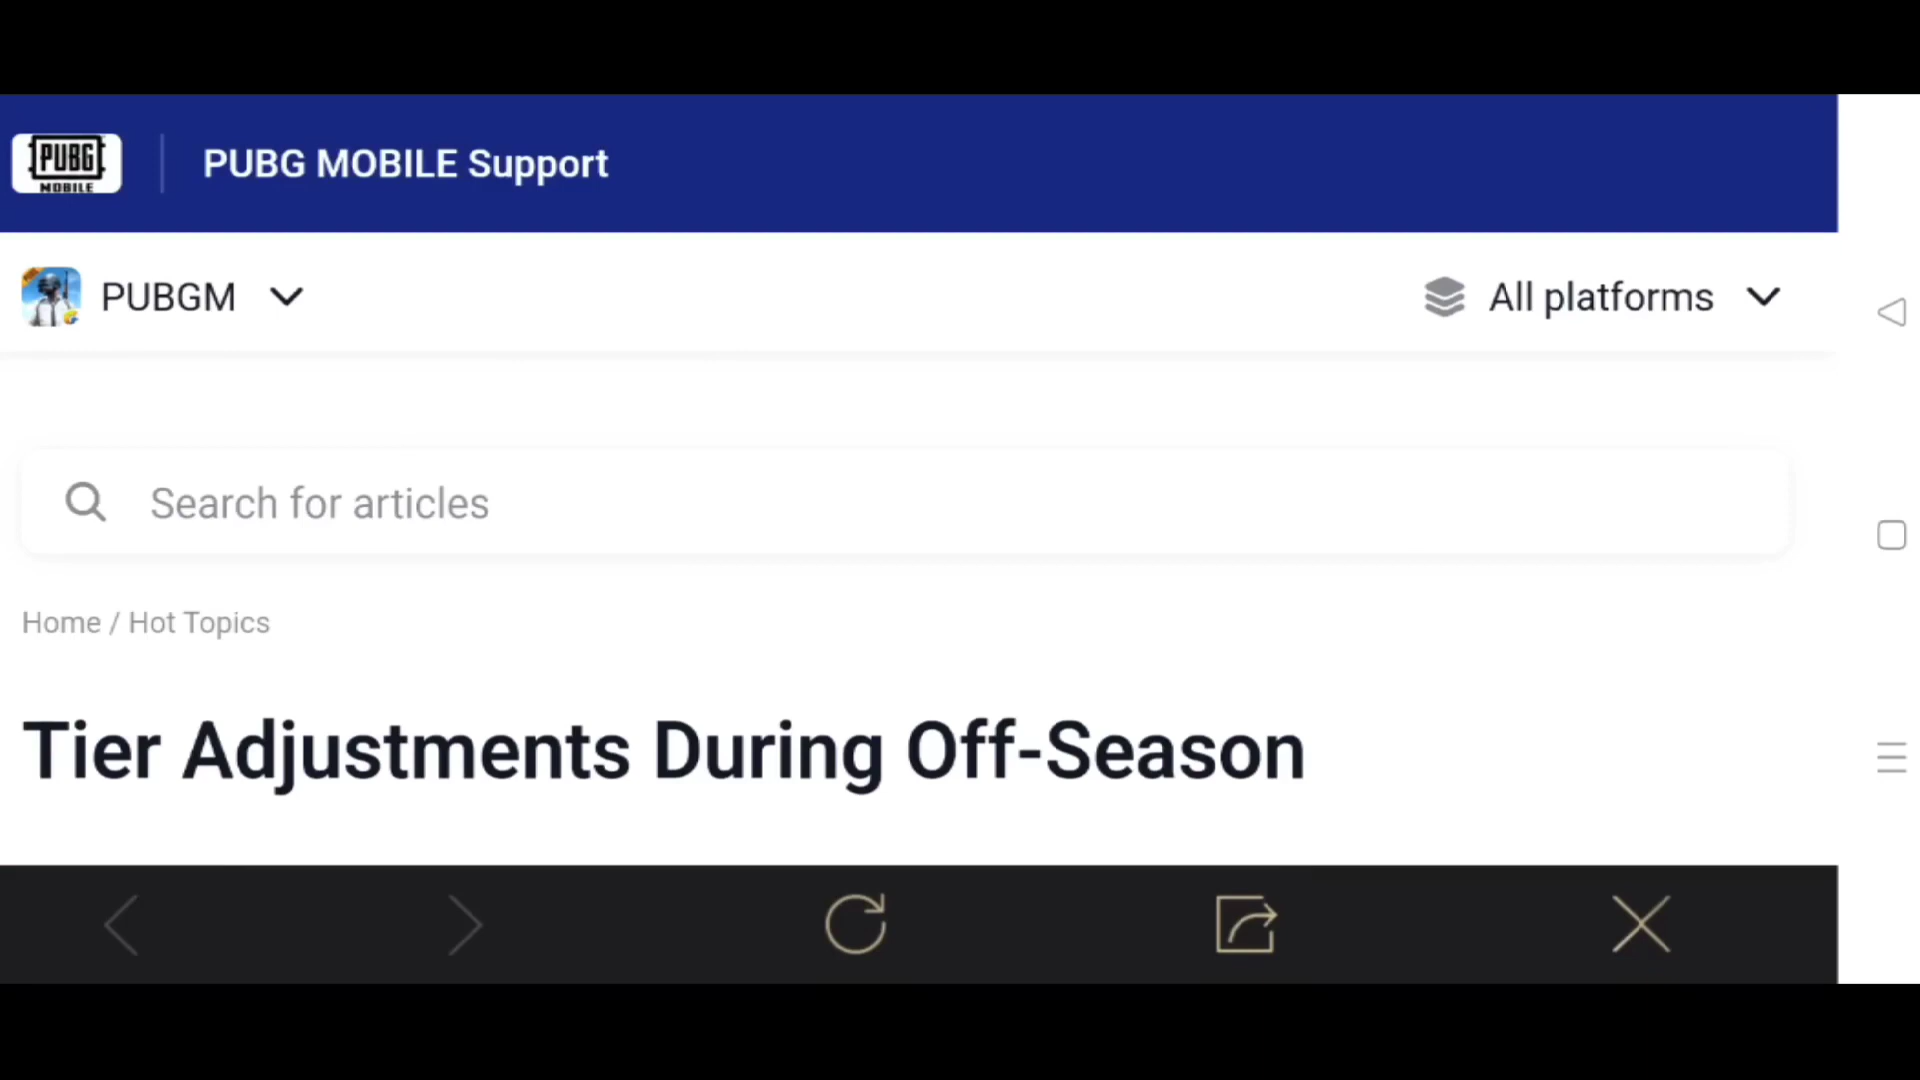 PUBG
MOBILE
PUBG MOBILE Support
PUBGM
All platforms
Search for articles
Home / Hot Topics
Tier Adjustments During Off-Season